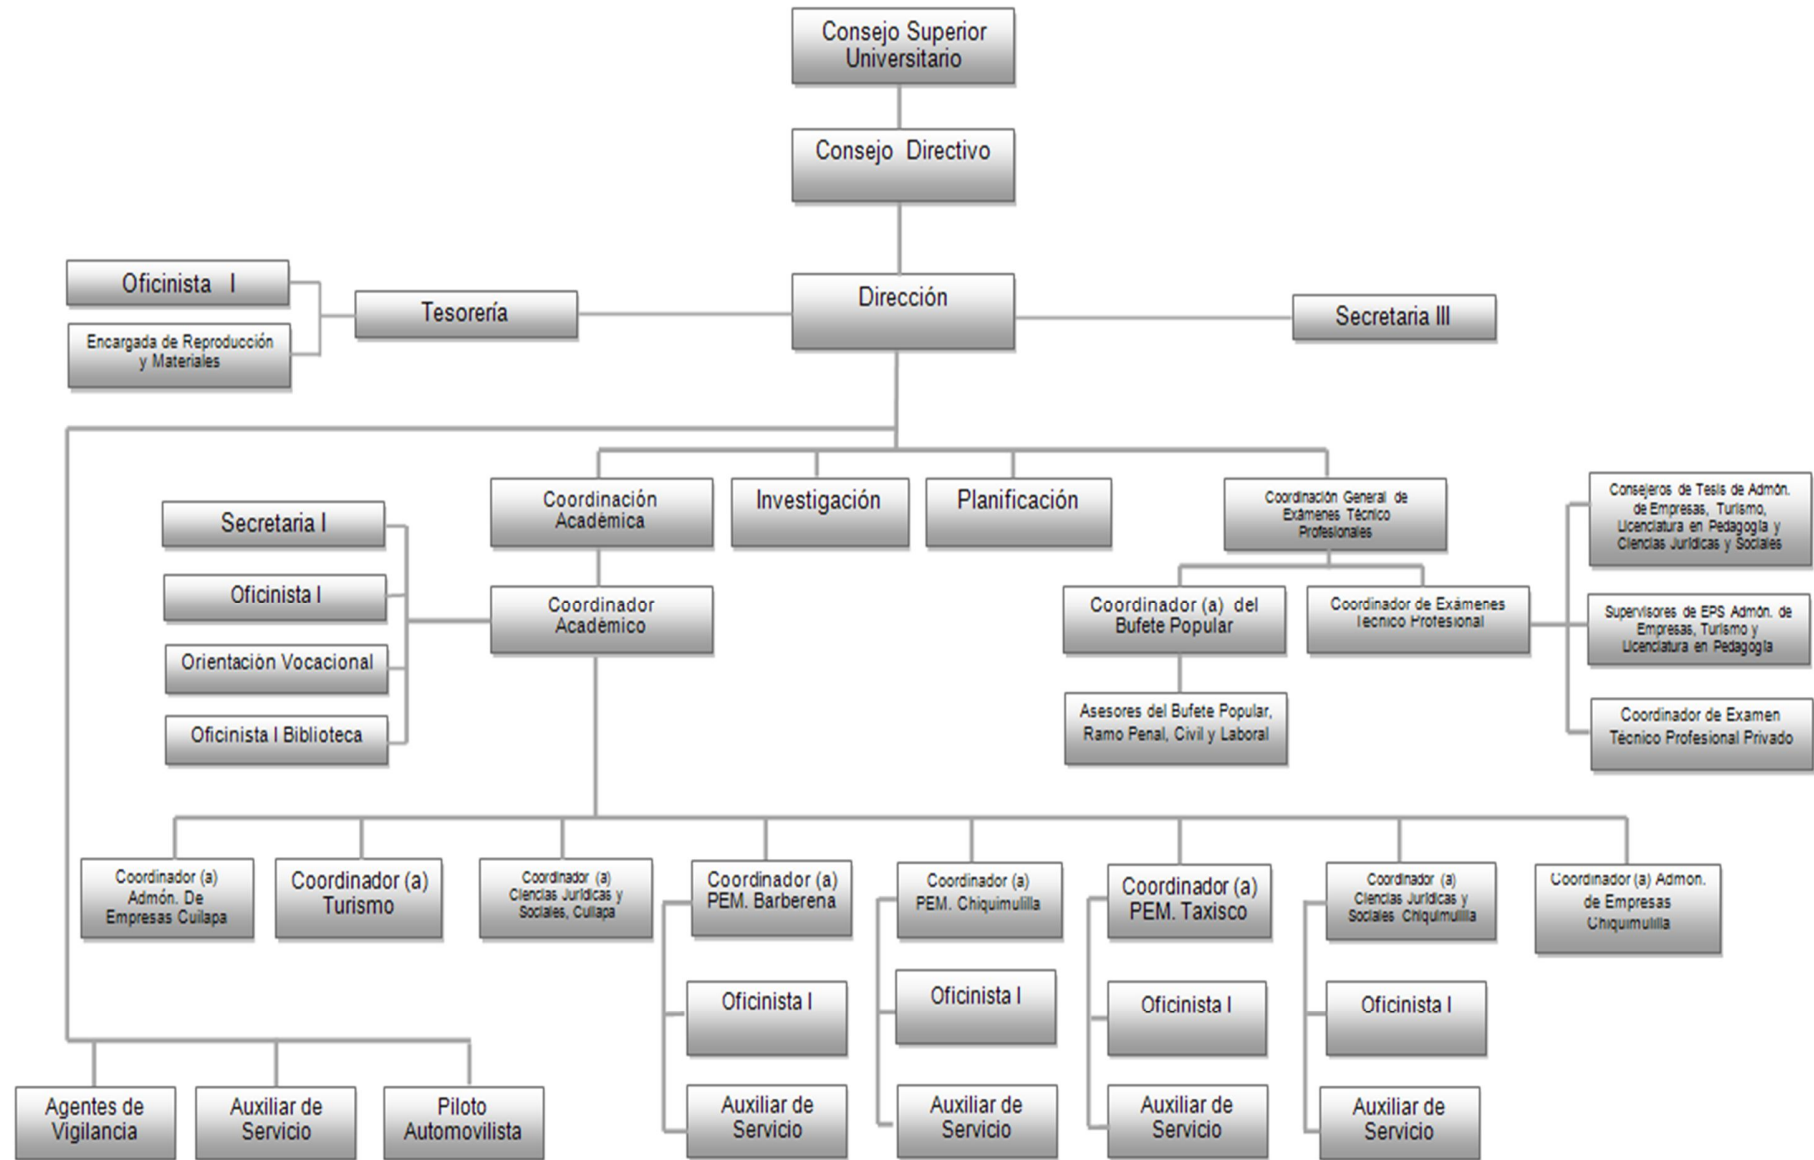 Consejo Superior
Universitario
Consejo Directivo
Oficinista I
Encargada de Reproducción
y Materiales
Tesorería
Dirección
Secretaria III
Coordinación
Académica
Investigación
Planificación
Coordinación General de
Exámenes Técnico
Profesionales
Secretaria I
Oficinista I
Orientación Vocacional
Oficinista I Biblioteca
Coordinador
Académico
Coordinador (a) del
Bufete Popular
Coordinador de Exámenes
Técnico Profesional
Asesores del Bufete Popular,
Ramo Penal, Civil y Laboral
Consejeros de Tesis de Admón.
de Empresas, Turismo,
Licenciatura en Pedagogía y
Ciencias Jurídicas y Sociales
Supervisores de EPS Admón. de
Empresas, Turismo y
Licenciatura en Pedagogía
Coordinador de Examen
Técnico Profesional Privado
Coordinador (a)
Admón. De
Empresas Cuilapa
Coordinador (a)
Turismo
Coordinador (a)
Ciencias Jurídicas y
Sociales, Cuilapa
Coordinador (a)
PEM. Barberena
Coordinador (a)
PEM. Chiquimulilla
Coordinador (a)
PEM. Taxisco
Coordinador (a)
Ciencias Jurídicas y
Sociales Chiquimulilla
Coordinador (a) Admón.
de Empresas
Chiquimulilla
Oficinista I
Oficinista I
Oficinista I
Oficinista I
Agentes de
Vigilancia
Auxiliar de
Servicio
Piloto
Automovilista
Auxiliar de
Servicio
Auxiliar de
Servicio
Auxiliar de
Servicio
Auxiliar de
Servicio